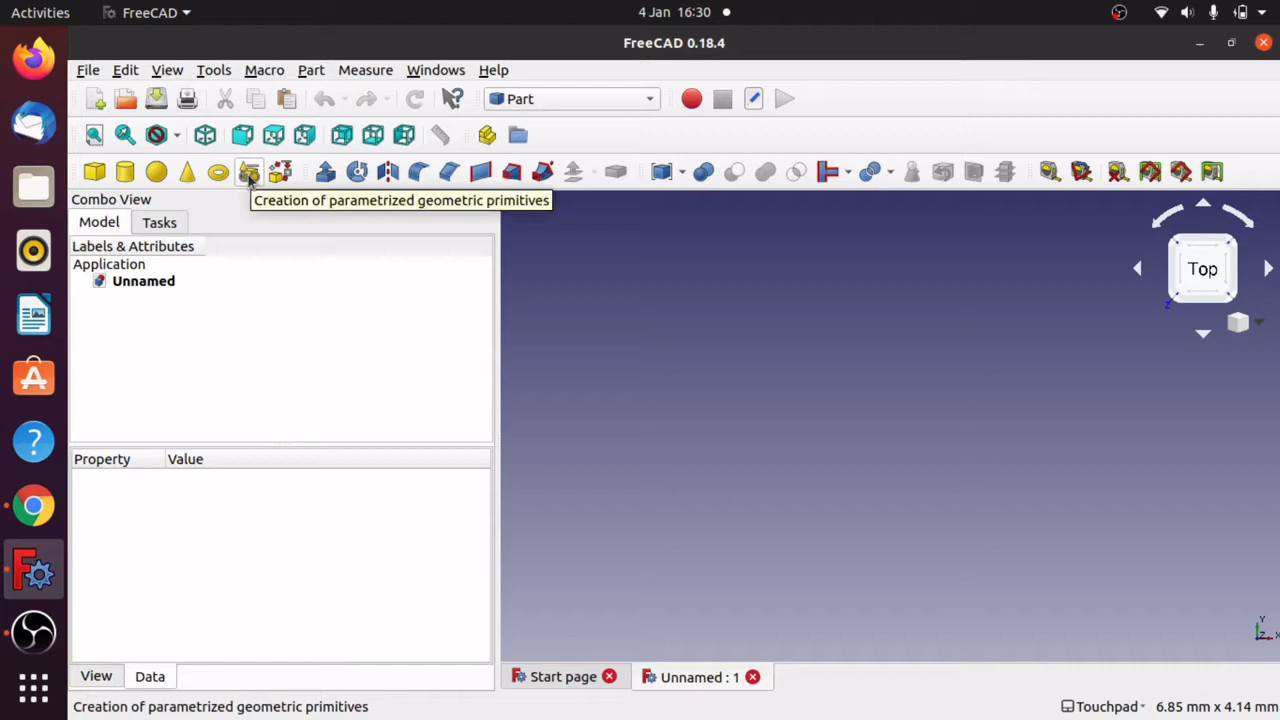 Activities FreeCAD 4 Jan 16:30
FreeCAD 0.18.4
File Edit View Tools Macro Part Measure Windows Help
Part
Creation of parametrized geometric primitives
Combo View
Model Tasks
Labels & Attributes
Application
Unnamed
Top
Z
Property Value
Y
Z X
View Data
Start page Unnamed : 1
Creation of parametrized geometric primitives Touchpad 6.85 mm x 4.14 mm